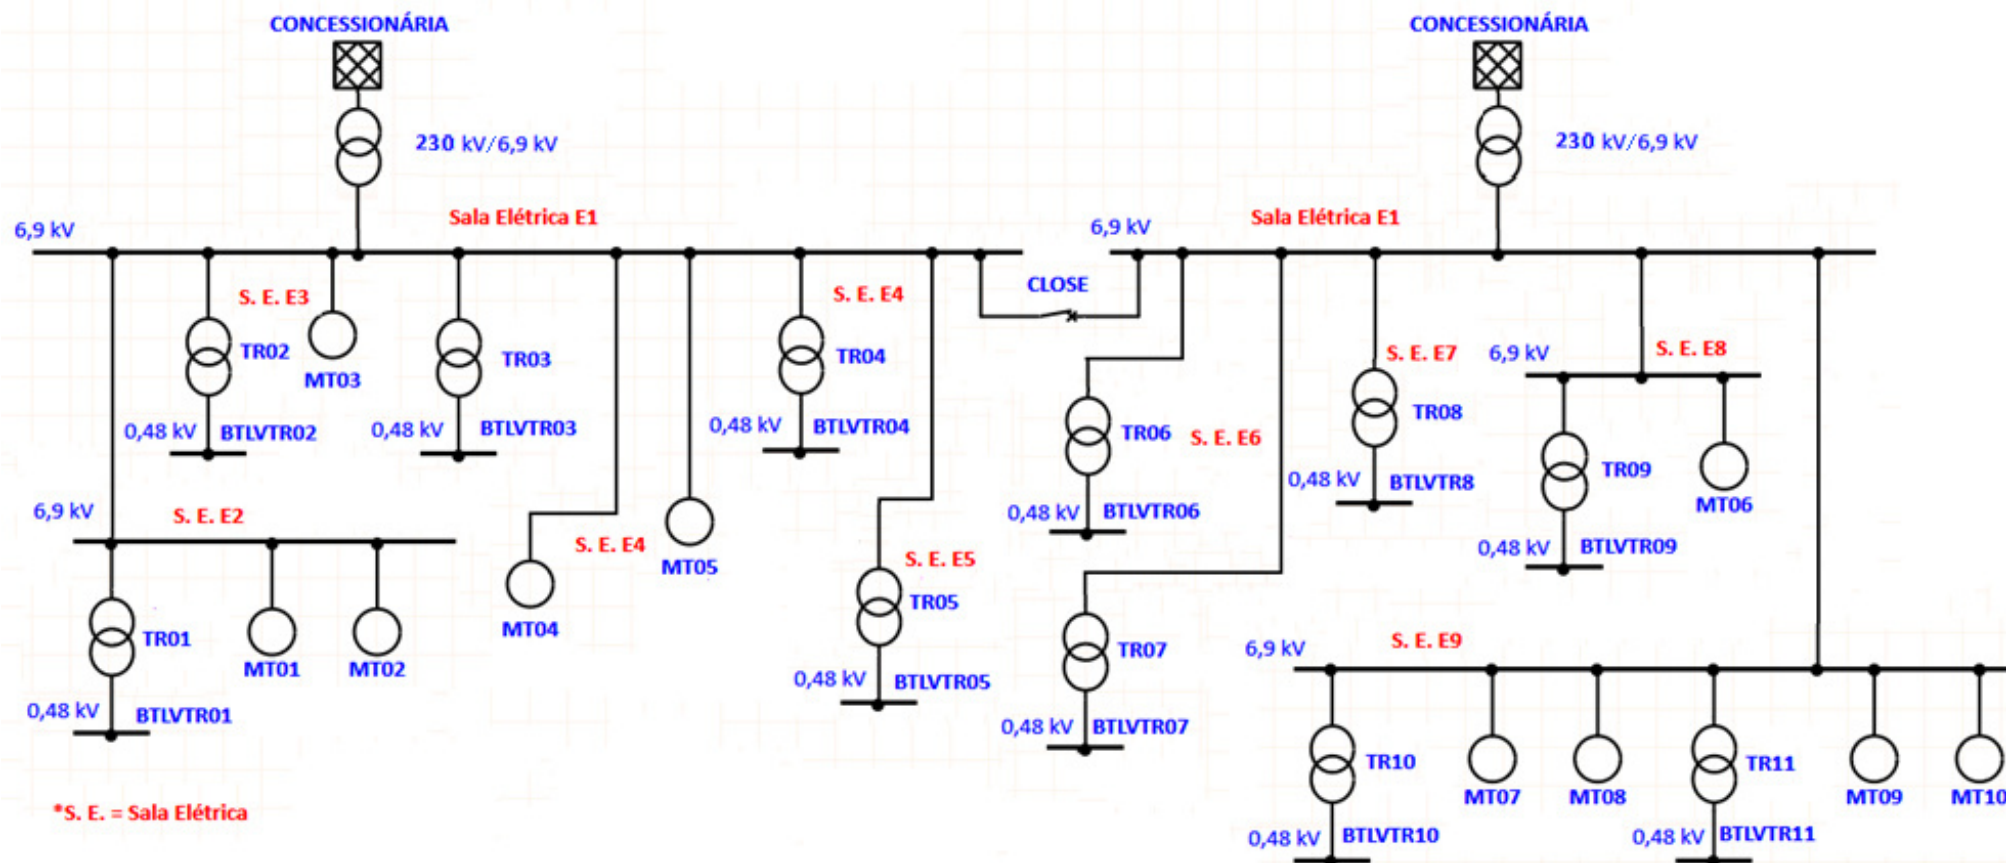 CONCESSIONÁRIA
CONCESSIONÁRIA
230 kV/6,9 kV
230 kV/6,9 kV
Sala Elétrica E1
Sala Elétrica E1
6,9 kV
6,9 kV
CLOSE
S. E. E3
S. E. E4
TR02
MT03
TR03
TR04
0,48 kV
BTLVTR02
0,48 kV
BTLVTR03
0,48 kV
BTLVTR04
6,9 kV
S. E. E2
S. E. E4
MT04
MT05
S. E. E5
TR05
0,48 kV
BTLVTR05
TR01
MT01
MT02
0,48 kV
BTLVTR01
TR06
S. E. E6
0,48 kV
BTLVTR06
TR07
0,48 kV
BTLVTR07
S. E. E7
TR08
0,48 kV
BTLVTR8
6,9 kV
S. E. E8
TR09
MT06
0,48 kV
BTLVTR09
6,9 kV
S. E. E9
TR10
MT07
MT08
TR11
MT09
MT10
0,48 kV
BTLVTR10
0,48 kV
BTLVTR11
*S. E. = Sala Elétrica